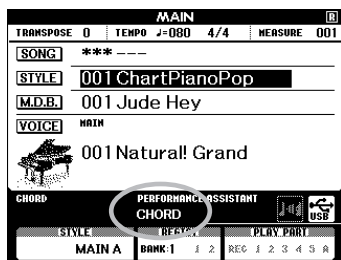 MAIN R
TRANSPOSE 0 TEMPO ♩=080 4/4 MEASURE 001
SONG *** ---
STYLE 001 ChartPianoPop
M.D.B. 001 Jude Hey
VOICE MAIN
001 Natural! Grand
CHORD PERFORMANCE ASSISTANT
CHORD
USB
STYLE REGIST. PLAY PART
MAIN A BANK:1 1 2 REC 1 2 3 4 5 A